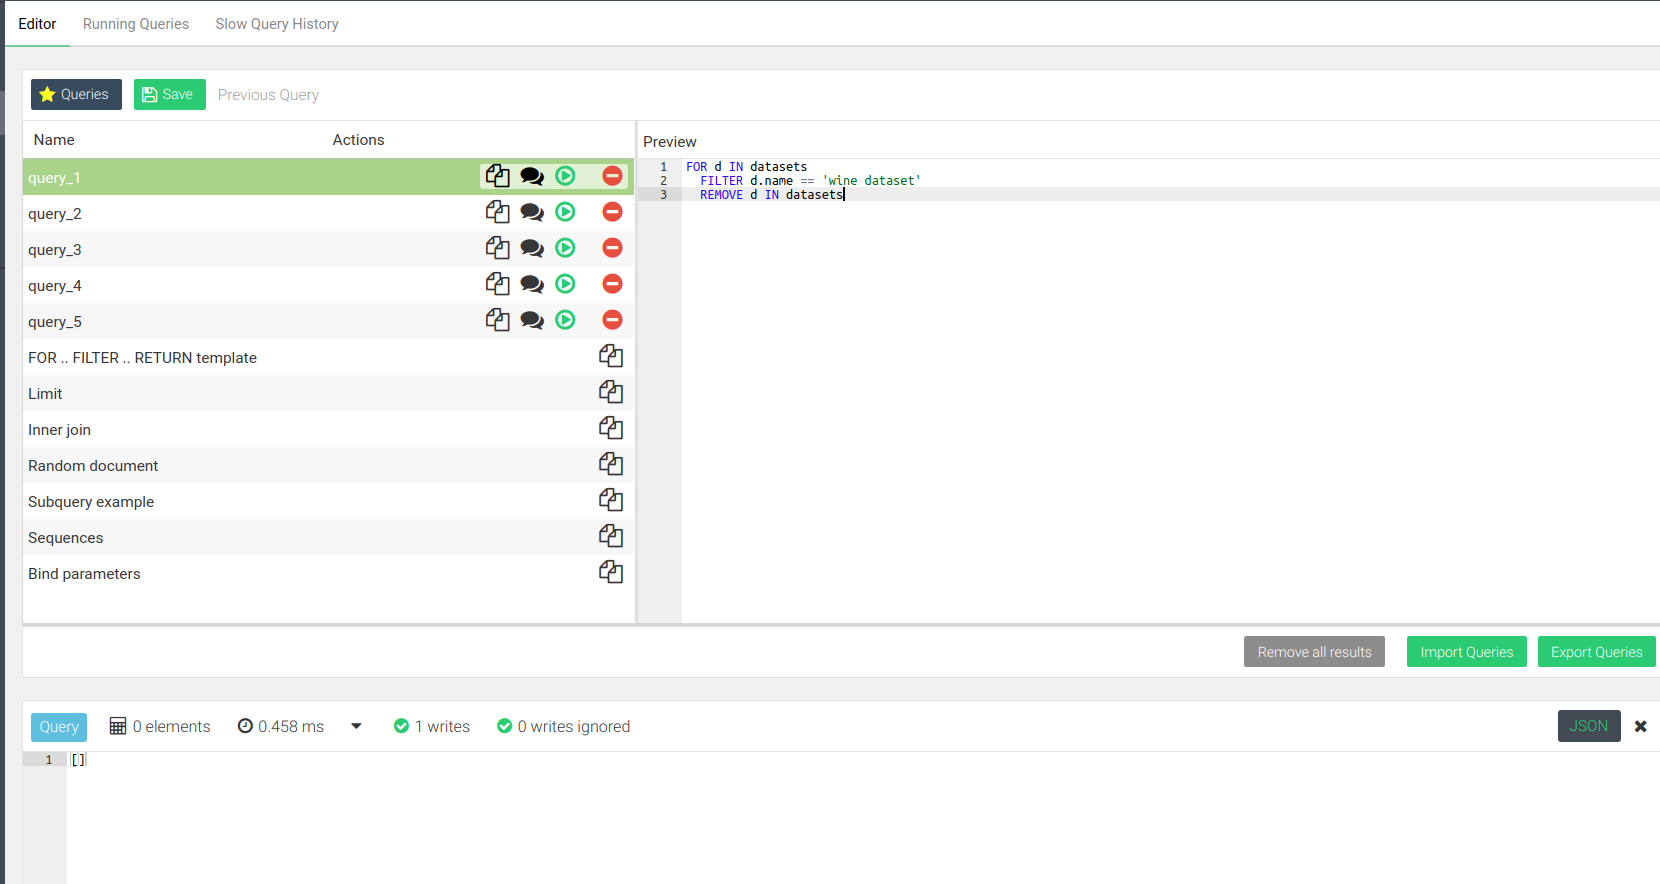 Editor Running Queries Slow Query History
Queries Save Previous Query
Name Actions
query_1
query_2
query_3
query_4
query_5
FOR .. FILTER .. RETURN template
Limit
Inner join
Random document
Subquery example
Sequences
Bind parameters
Preview
1 FOR d IN datasets
2 FILTER d.name == 'wine dataset'
3 REMOVE d IN datasets
Remove all results Import Queries Export Queries
Query 0 elements 0.458 ms 1 writes 0 writes ignored JSON
1 []